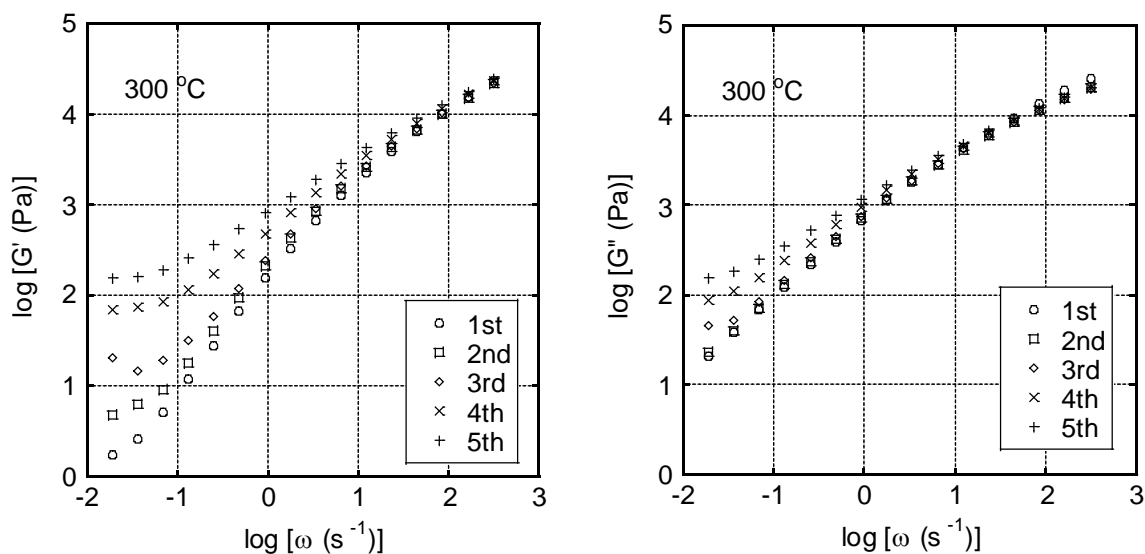 5
4
3
2
1
0
log [G' (Pa)]
300 °C
1st
2nd
3rd
4th
5th
-2 -1 0 1 2 3
log [ω (s⁻¹)]
5
4
3
2
1
0
log [G" (Pa)]
300 °C
1st
2nd
3rd
4th
5th
-2 -1 0 1 2 3
log [ω (s⁻¹)]